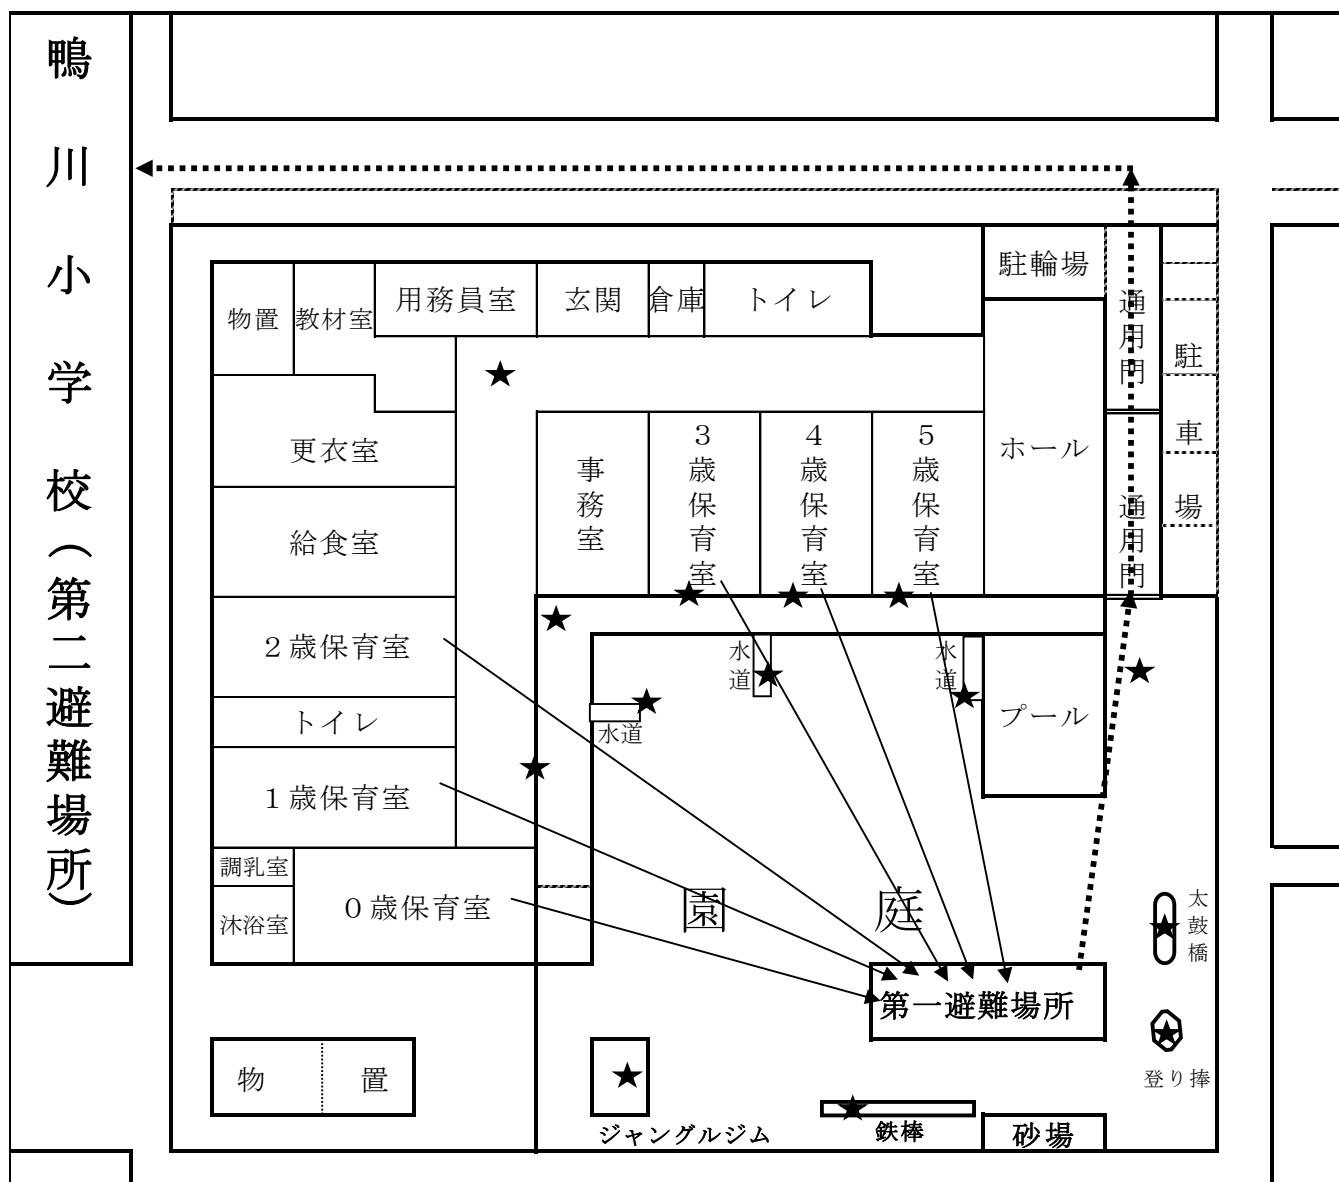 鴨川小学校（第二避難場所）
駐輪場
物置
教材室
用務員室
玄関
倉庫
トイレ
通用門
駐車場
更衣室
事務室
３歳保育室
４歳保育室
５歳保育室
ホール
通用門
給食室
２歳保育室
水道
水道
トイレ
水道
プール
１歳保育室
調乳室
沐浴室
０歳保育室
園庭
太鼓橋
第一避難場所
物置
登り捧
ジャングルジム
鉄棒
砂場